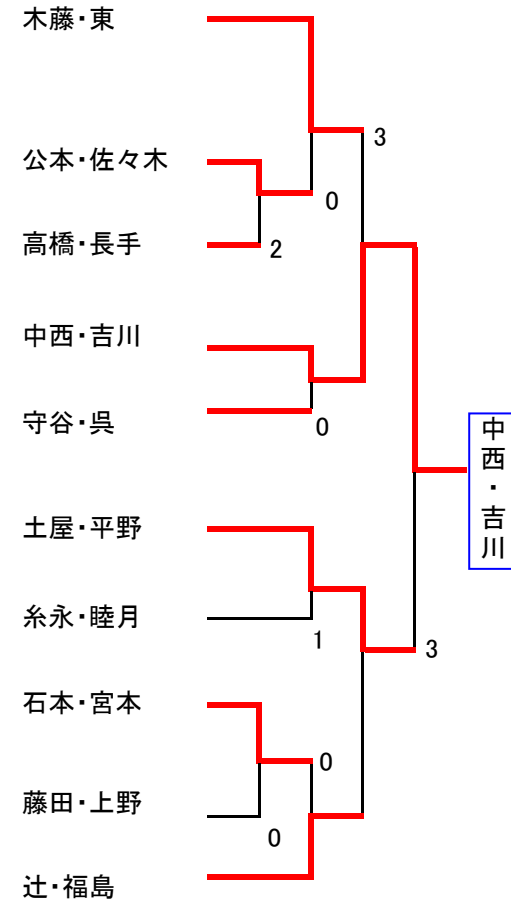 木藤・東
3
公本・佐々木
0
高橋・長手
2
中西・吉川
守谷・呉
0
中西・吉川
土屋・平野
糸永・睦月
1
3
石本・宮本
0
藤田・上野
0
辻・福島